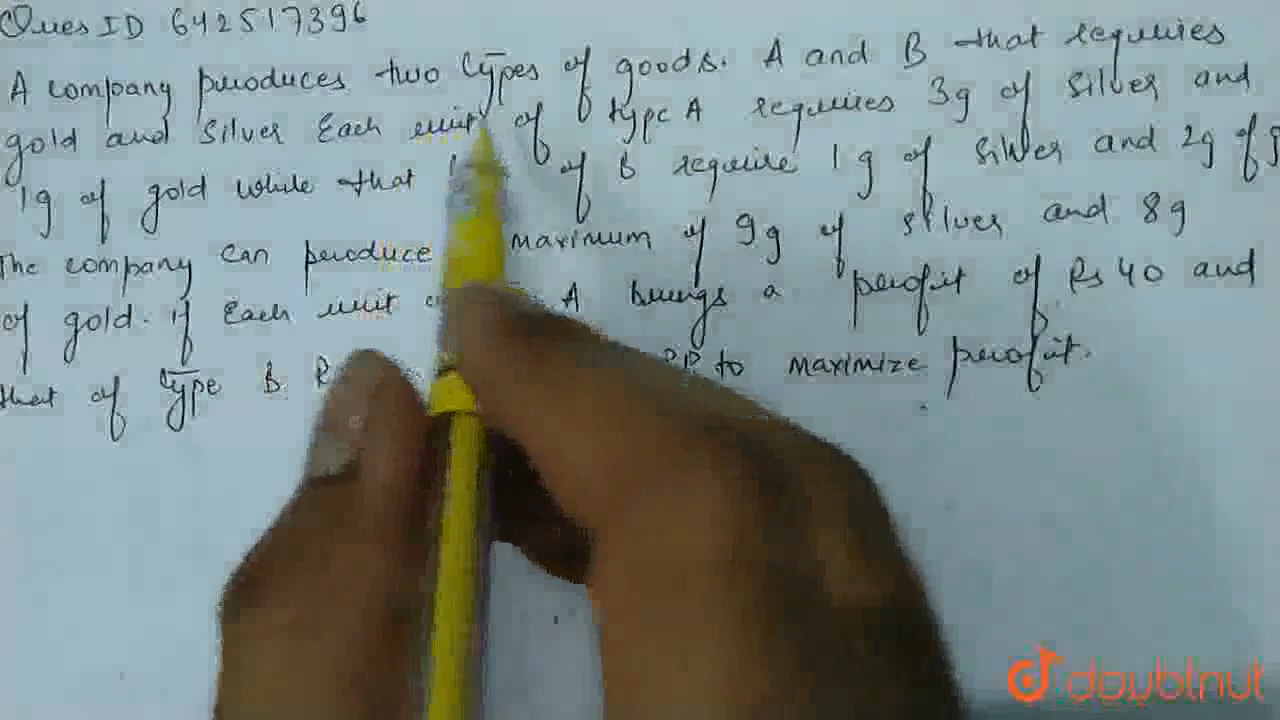 Ques ID 642517396
A company produces two types of goods. A and B that requires
gold and silver Each unit of type A requires 3g of silver and
1g of gold while that of B require 1g of silver and 2g of g
The company can produce maximum of 9g of silver and 8g
of gold. if Each unit A brings a profit of Rs 40 and
that of type B R PP to maximize profit.
doubtnut